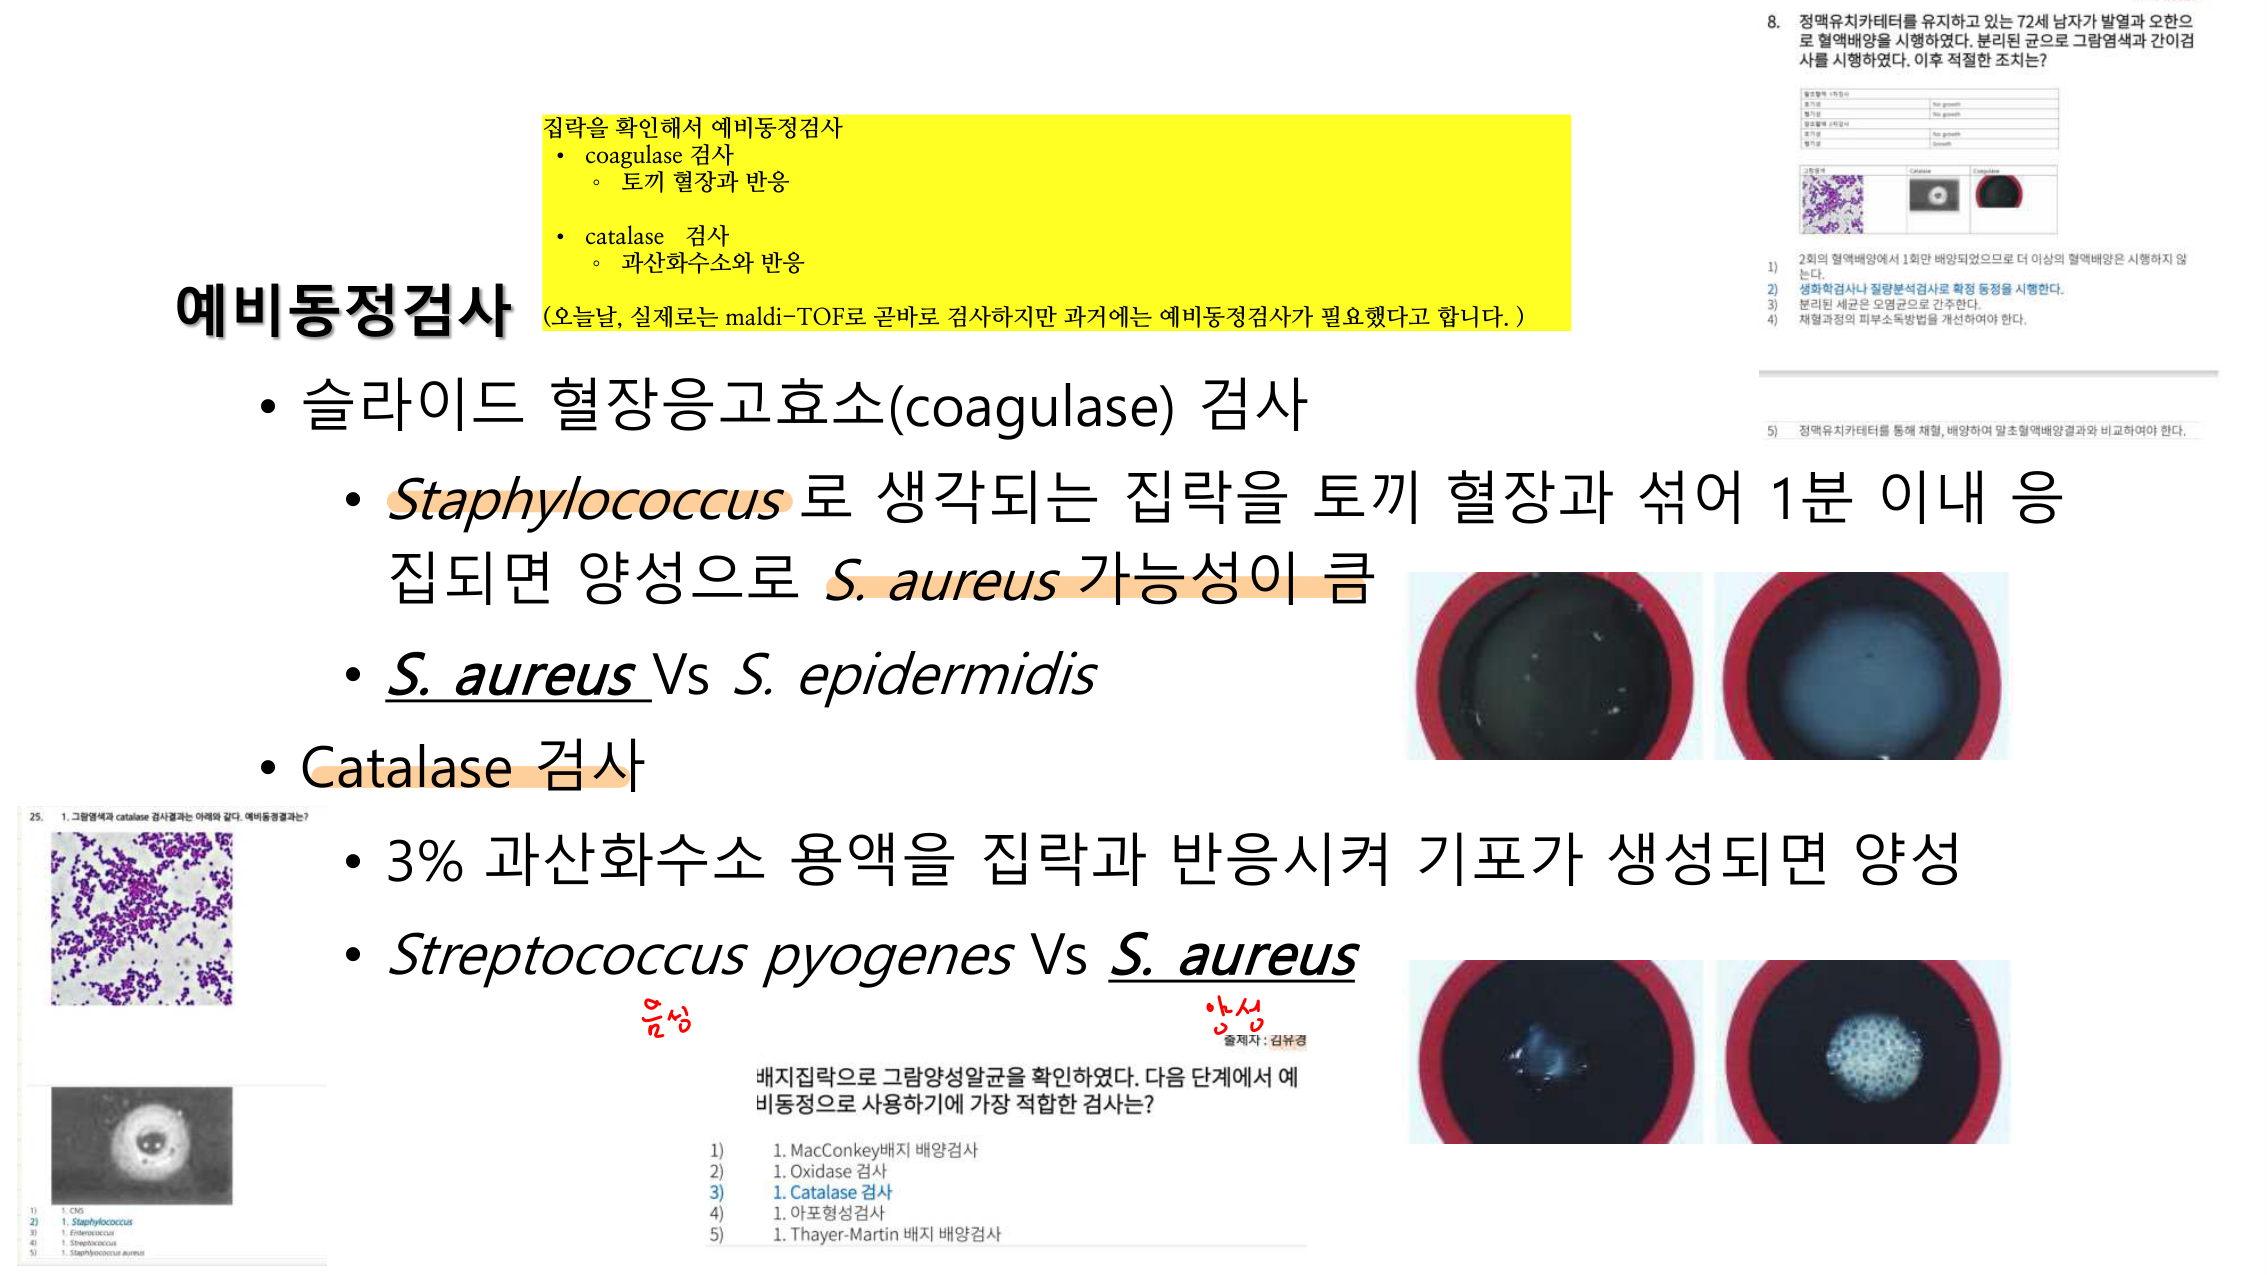 8. 정맥유치카테터를 유지하고 있는 72세 남자가 발열과 오한으
로 혈액배양을 시행하였다. 분리된 균으로 그람염색과 간이검
사를 시행하였다. 이후 적절한 조치는?
No growth
No growth
No growth
Growth
그람염색 Catalase Coagulase
1) 2회의 혈액배양에서 1회만 배양되었으므로 더 이상의 혈액배양은 시행하지 않
는다.
2) 생화학검사나 질량분석검사로 확정 동정을 시행한다.
3) 분리된 세균은 오염균으로 간주한다.
4) 채혈과정의 피부소독방법을 개선하여야 한다.
5) 정맥유치카테터를 통해 채혈, 배양하여 말초혈액배양결과와 비교하여야 한다.
집락을 확인해서 예비동정검사
• coagulase 검사
◦ 토끼 혈장과 반응
• catalase 검사
◦ 과산화수소와 반응
(오늘날, 실제로는 maldi-TOF로 곧바로 검사하지만 과거에는 예비동정검사가 필요했다고 합니다. )
예비동정검사
• 슬라이드 혈장응고효소(coagulase) 검사
• Staphylococcus 로 생각되는 집락을 토끼 혈장과 섞어 1분 이내 응
집되면 양성으로 S. aureus 가능성이 큼
• S. aureus Vs S. epidermidis
• Catalase 검사
• 3% 과산화수소 용액을 집락과 반응시켜 기포가 생성되면 양성
• Streptococcus pyogenes Vs S. aureus
음성 양성
25. 1. 그람염색과 catalase 검사결과는 아래와 같다. 예비동정결과는?
1) 1. CNS
2) 1. Staphylococcus
3) 1. Enterococcus
4) 1. Streptococcus
5) 1. Staphlyococcus aureus
출제자 : 김유경
배지집락으로 그람양성알균을 확인하였다. 다음 단계에서 예
비동정으로 사용하기에 가장 적합한 검사는?
1) 1. MacConkey배지 배양검사
2) 1. Oxidase 검사
3) 1. Catalase 검사
4) 1. 아포형성검사
5) 1. Thayer-Martin 배지 배양검사